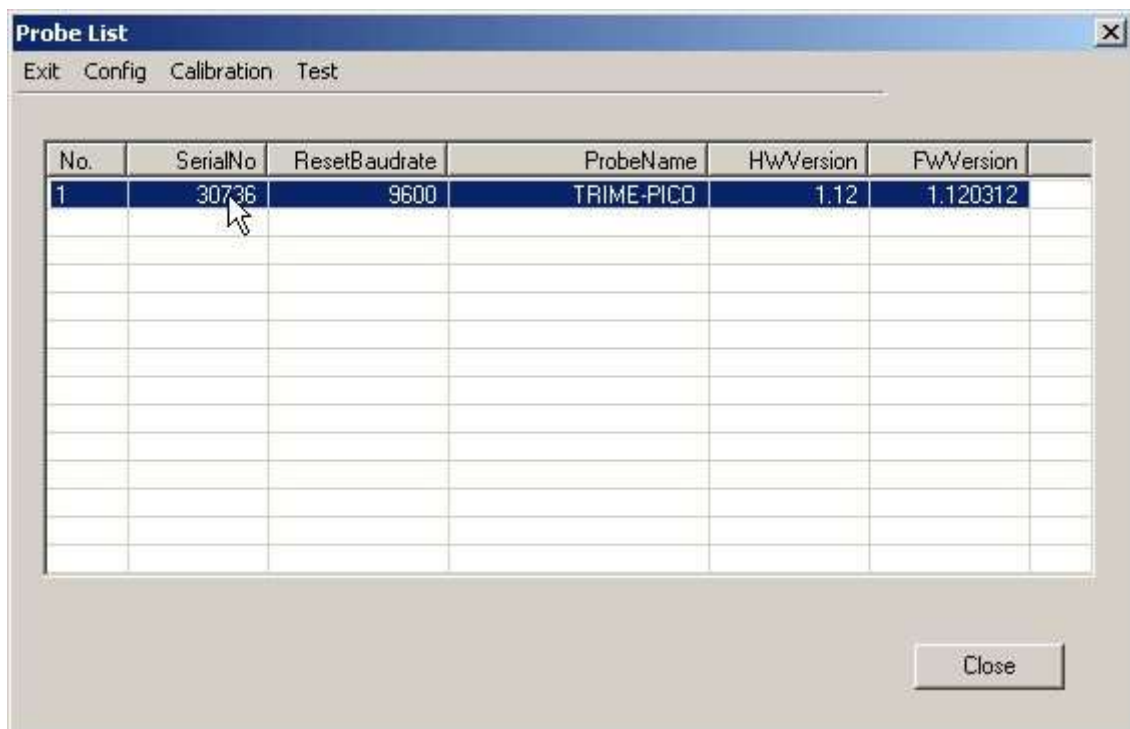 Probe List
Exit Config Calibration Test
No. SerialNo ResetBaudrate ProbeName HWVersion FWVersion
1 30736 9600 TRIME-PICO 1.12 1.120312
Close